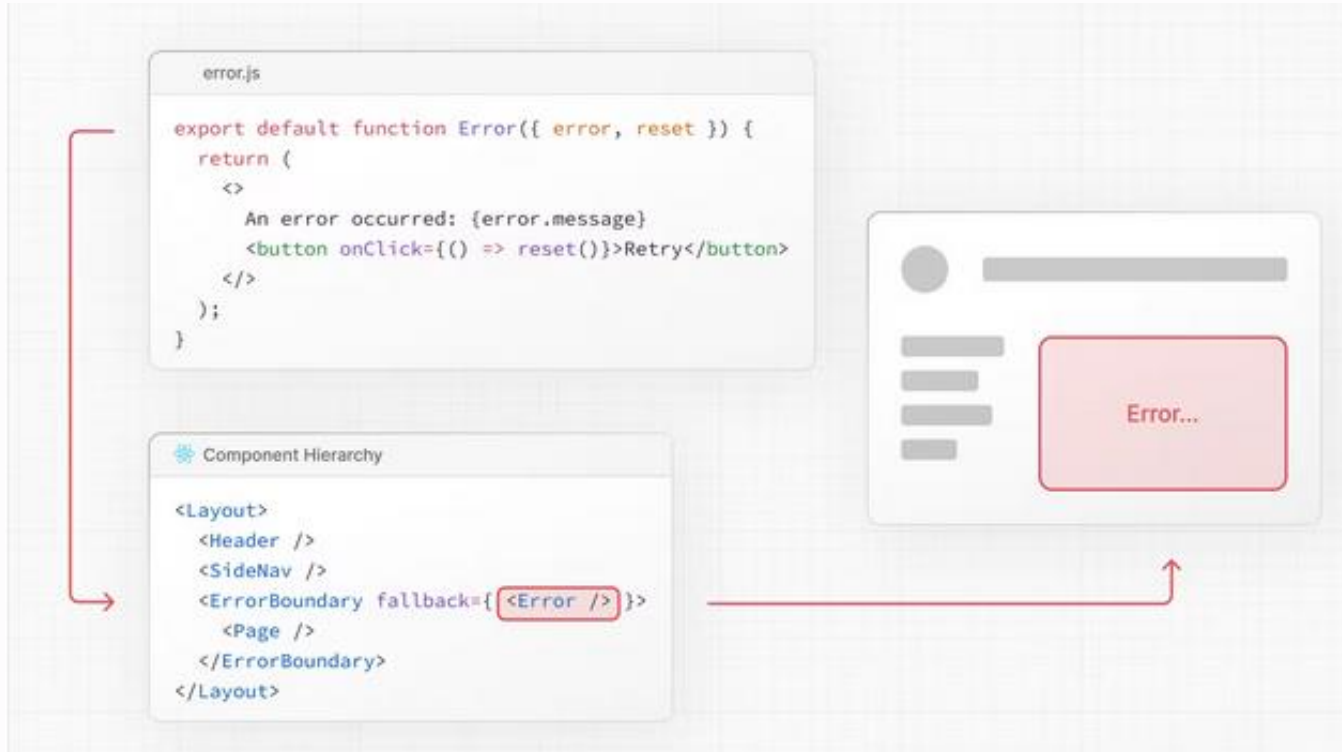 error.js
export default function Error({ error, reset }) {
  return (
    <>
      An error occurred: {error.message}
      <button onClick={() => reset()}>Retry</button>
    </>
  );
}
Component Hierarchy
<Layout>
  <Header />
  <SideNav />
  <ErrorBoundary fallback={ <Error /> }>
    <Page />
  </ErrorBoundary>
</Layout>
Error...